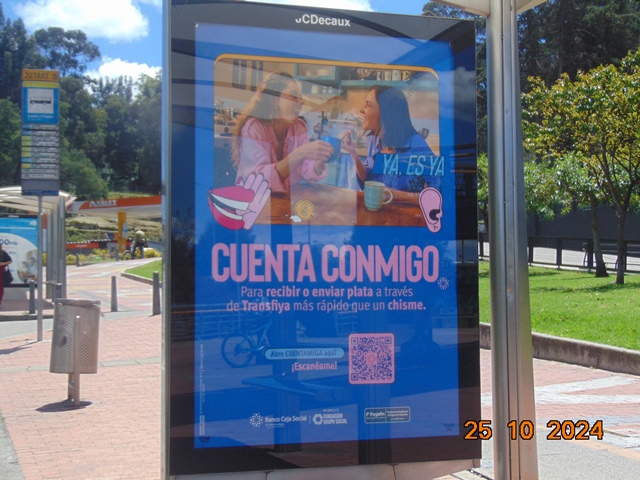 JCDecaux
YA, ES YA
CUENTA CONMIGO
Para recibir o enviar plata a través
de Transfiya más rápido que un chisme.
Abre CUENTAMIGA aquí
¡Escanéame!
Banco Caja Social
FUNDACIÓN
GRUPO SOCIAL
25 10 2024